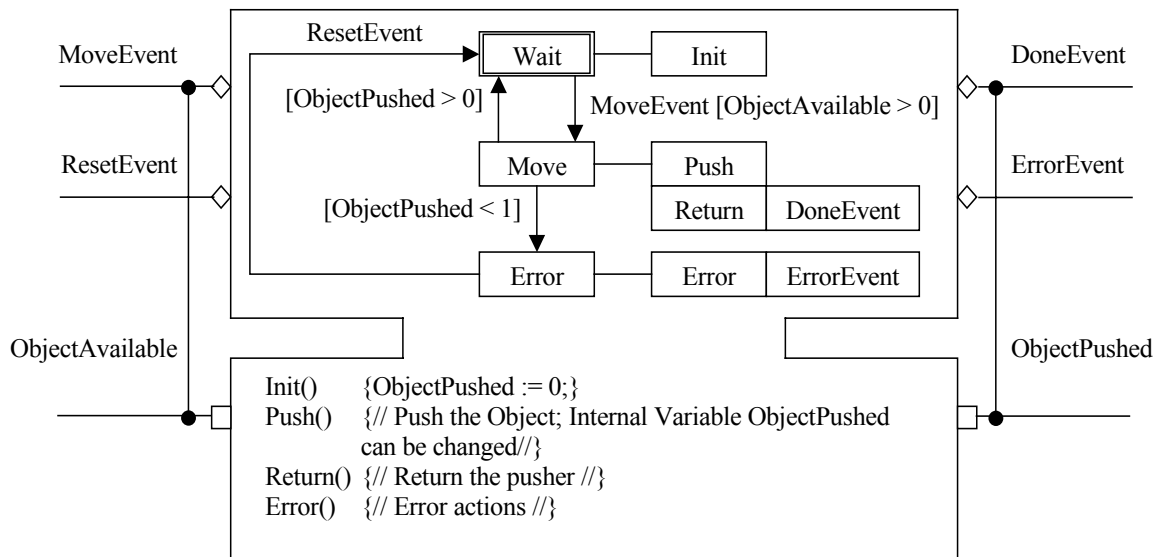 ResetEvent
MoveEvent
Wait
Init
DoneEvent
[ObjectPushed > 0]
MoveEvent [ObjectAvailable > 0]
ResetEvent
Move
Push
ErrorEvent
[ObjectPushed < 1]
Return
DoneEvent
Error
Error
ErrorEvent
ObjectAvailable
ObjectPushed
Init() {ObjectPushed := 0;}
Push() {// Push the Object; Internal Variable ObjectPushed
can be changed//}
Return() {// Return the pusher //}
Error() {// Error actions //}